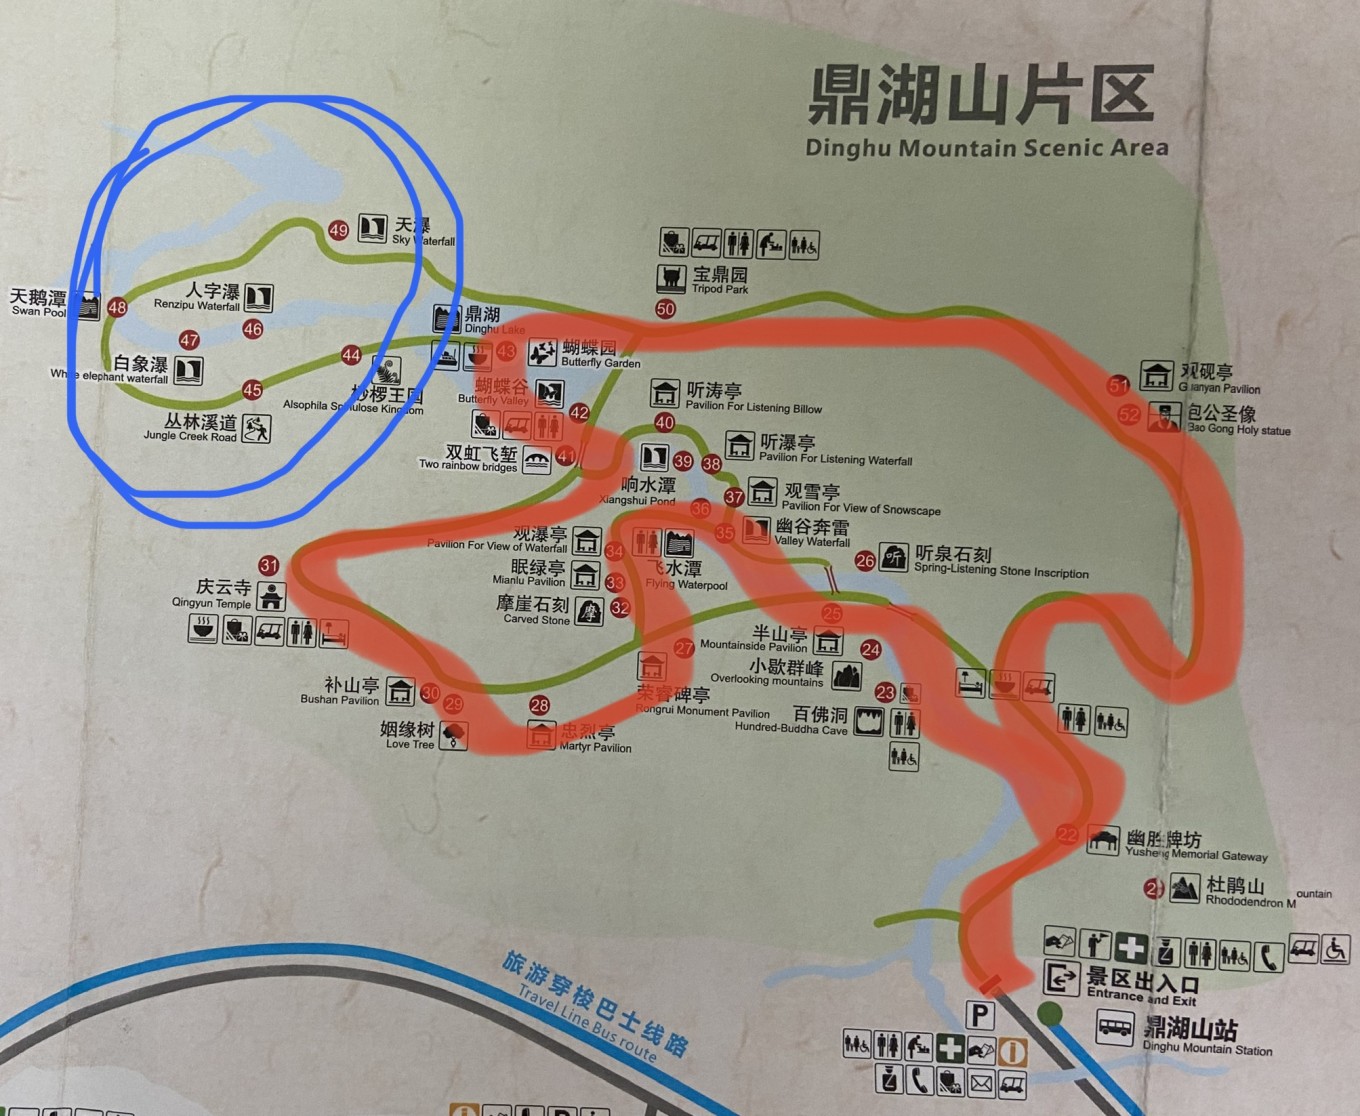 鼎湖山片区
Dinghu Mountain Scenic Area
49
天瀑
Sky Waterfall
天鹅潭
Swan Pool
48
人字瀑
Renzipu Waterfall
46
47
白象瀑
White elephant waterfall
45
44
桫椤王国
Alsophila Spinulose Kingdom
丛林溪道
Jungle Creek Road
鼎湖
Dinghu Lake
43
蝴蝶园
Butterfly Garden
蝴蝶谷
Butterfly Valley
42
双虹飞堑
Two rainbow bridges
41
宝鼎园
Tripod Park
50
听涛亭
Pavilion For Listening Billow
40
39
38
听瀑亭
Pavilion For Listening Waterfall
响水潭
Xiangshui Pond
37
观雪亭
Pavilion For View of Snowscape
36
35
幽谷奔雷
Valley Waterfall
51
观砚亭
Guanyan Pavilion
52
包公圣像
Bao Gong Holy statue
观瀑亭
Pavilion For View of Waterfall
34
飞水潭
Flying Waterpool
眠绿亭
Mianlu Pavilion
33
摩崖石刻
Carved Stone
摩
32
26
听
听泉石刻
Spring-Listening Stone Inscription
31
庆云寺
Qingyun Temple
25
半山亭
Mountainside Pavilion
24
小歇群峰
Overlooking mountains
23
百佛洞
Hundred-Buddha Cave
27
荣睿碑亭
Rongrui Monument Pavilion
补山亭
Bushan Pavilion
30
29
姻缘树
Love Tree
28
忠烈亭
Martyr Pavilion
22
幽胜牌坊
Yusheng Memorial Gateway
21
杜鹃山
Rhododendron Mountain
景区出入口
Entrance and Exit
P
鼎湖山站
Dinghu Mountain Station
旅游穿梭巴士线路
Travel Line Bus route